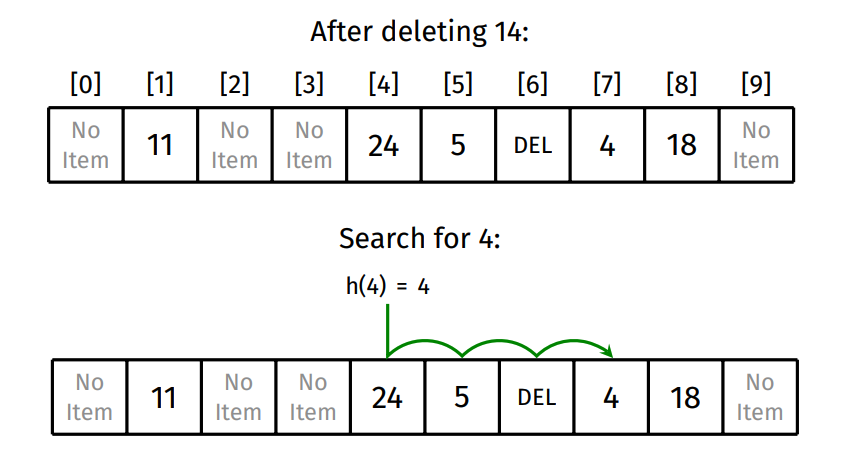 After deleting 14:
[0] [1] [2] [3] [4] [5] [6] [7] [8] [9]
No Item 11 No Item No Item 24 5 DEL 4 18 No Item
Search for 4:
h(4) = 4
No Item 11 No Item No Item 24 5 DEL 4 18 No Item